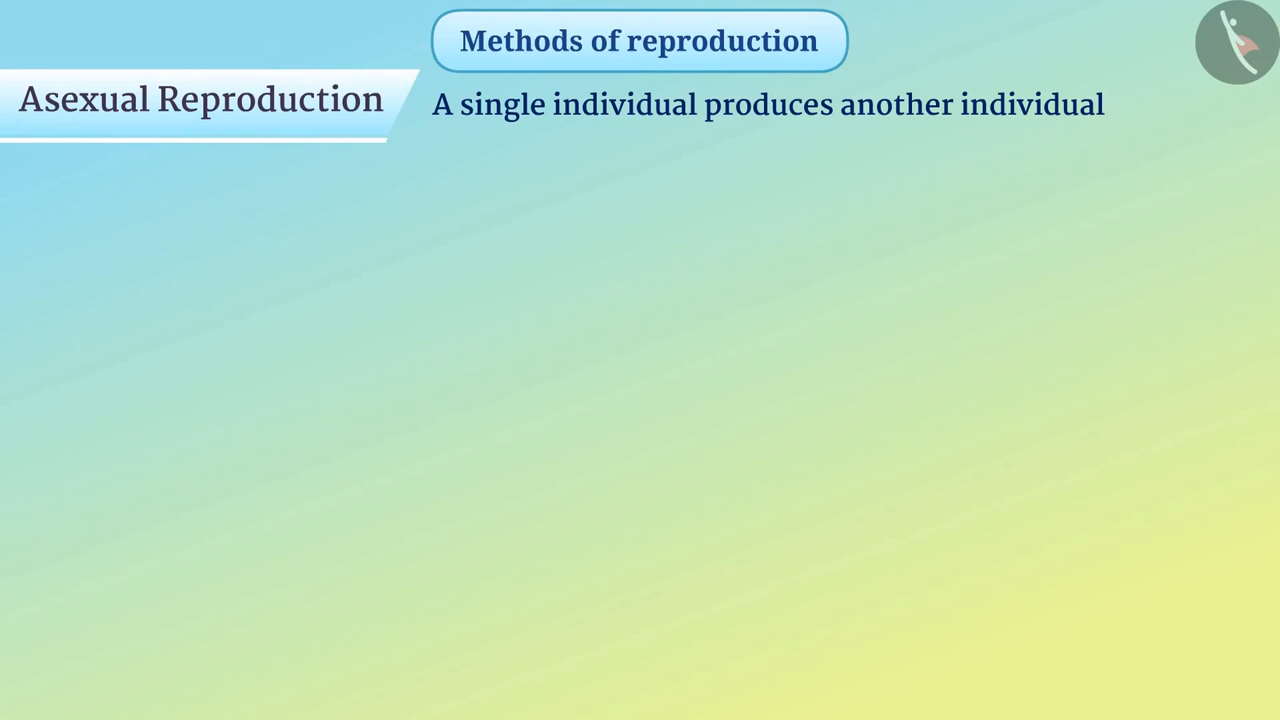 Methods of reproduction
Asexual Reproduction
A single individual produces another individual